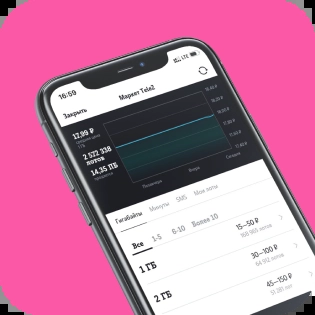 16:59
LTE
Закрыть
Маркет Tele2
12,99 ₽
2 522 338
лотов
14,35 ПБ
Позавчера
Вчера
Сегодня
Гигабайты
Минуты
SMS
Мои лоты
Все
1-5
6-10
Более 10
1 ГБ
15—50 ₽
2 ГБ
30—100 ₽
45—150 ₽